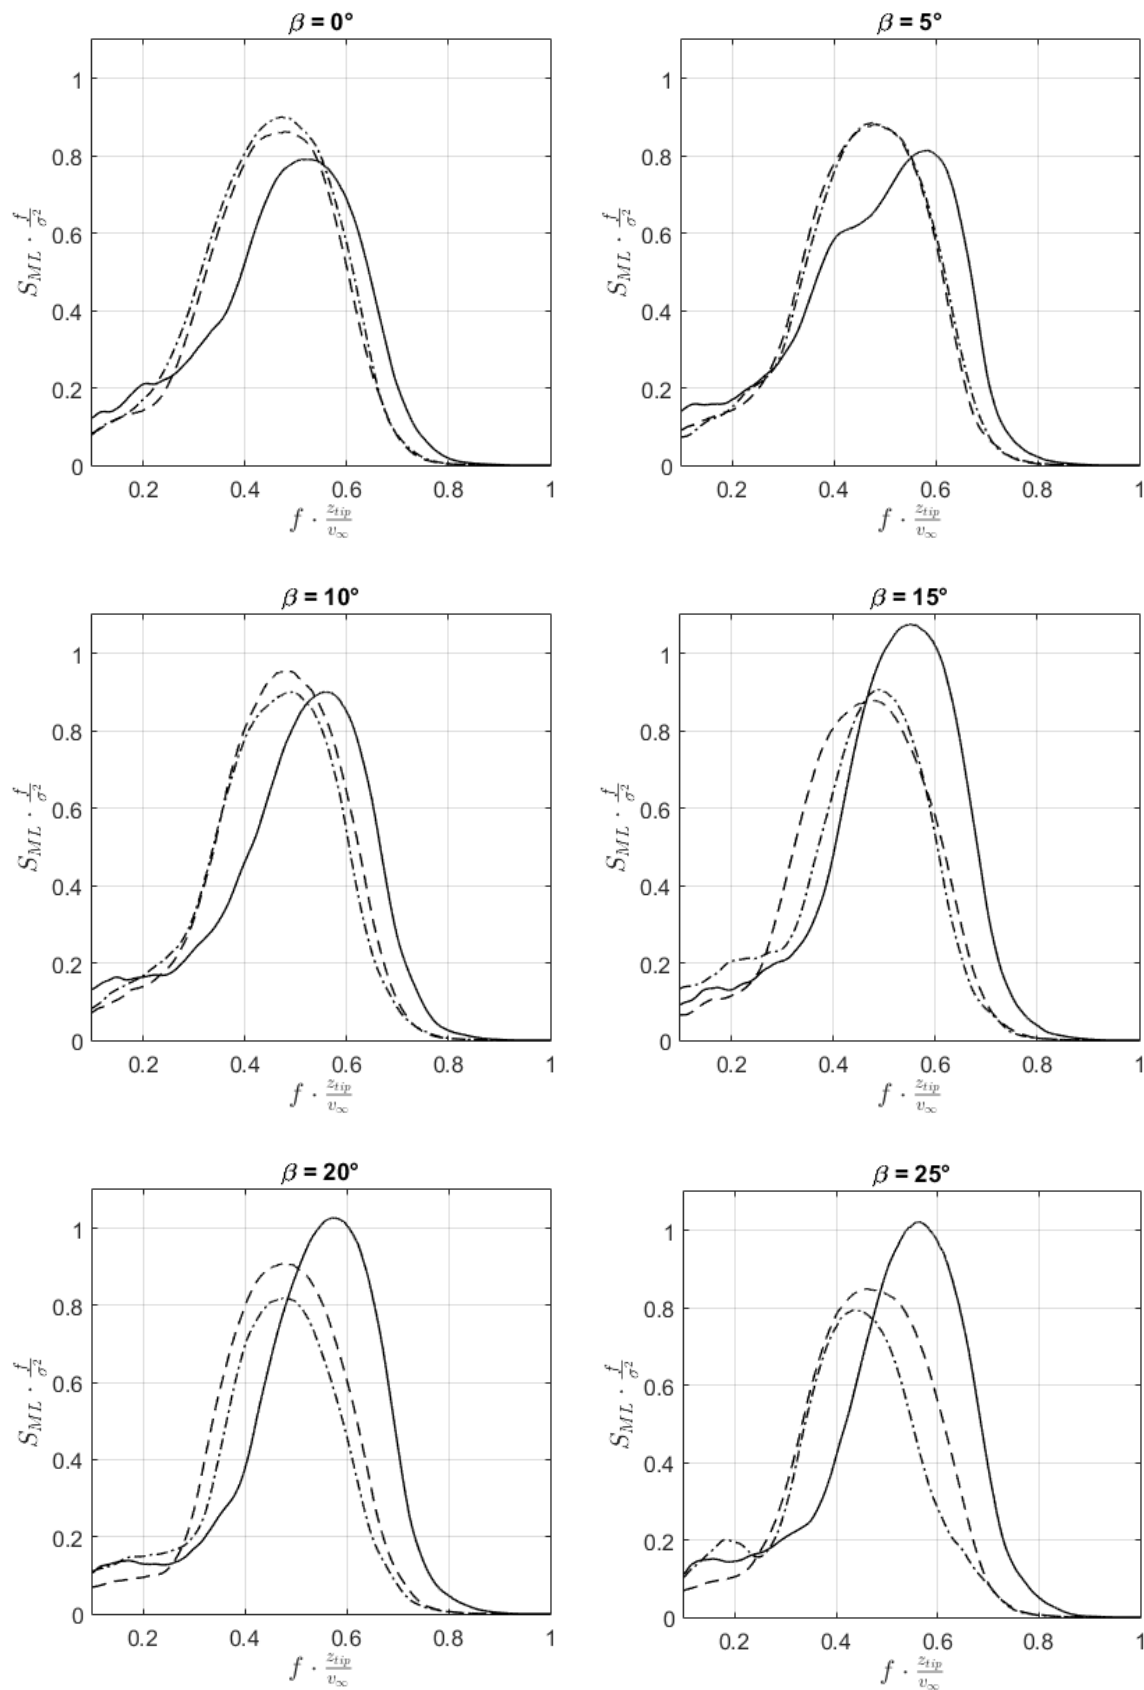 β = 0°
1
0.8
0.6
0.4
0.2
0
S_ML · f/σ²
0.2 0.4 0.6 0.8 1
f · z_tip/v_∞
β = 5°
1
0.8
0.6
0.4
0.2
0
S_ML · f/σ²
0.2 0.4 0.6 0.8 1
f · z_tip/v_∞
β = 10°
1
0.8
0.6
0.4
0.2
0
S_ML · f/σ²
0.2 0.4 0.6 0.8 1
f · z_tip/v_∞
β = 15°
1
0.8
0.6
0.4
0.2
0
S_ML · f/σ²
0.2 0.4 0.6 0.8 1
f · z_tip/v_∞
β = 20°
1
0.8
0.6
0.4
0.2
0
S_ML · f/σ²
0.2 0.4 0.6 0.8 1
f · z_tip/v_∞
β = 25°
1
0.8
0.6
0.4
0.2
0
S_ML · f/σ²
0.2 0.4 0.6 0.8 1
f · z_tip/v_∞